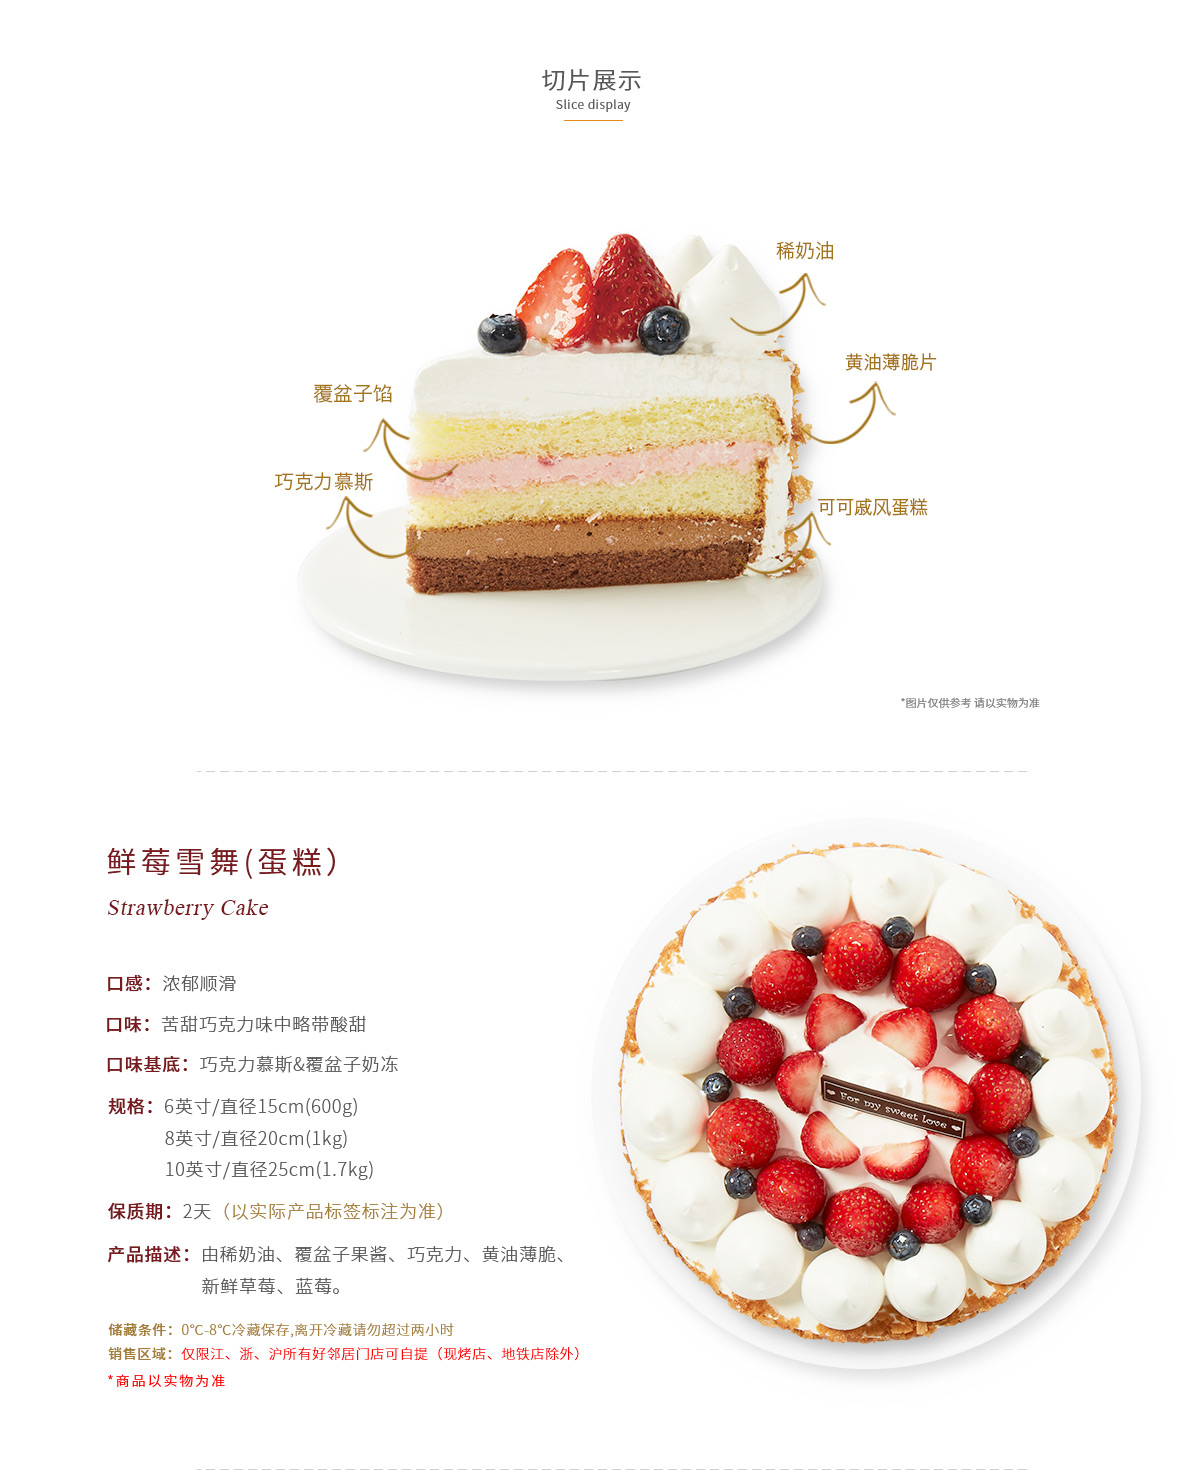 切片展示
Slice display
稀奶油
黄油薄脆片
覆盆子馅
巧克力慕斯
可可戚风蛋糕
*图片仅供参考 请以实物为准
鲜莓雪舞(蛋糕）
Strawberry Cake
口感：浓郁顺滑
口味：苦甜巧克力味中略带酸甜
口味基底：巧克力慕斯&覆盆子奶冻
规格：6英寸/直径15cm(600g)
8英寸/直径20cm(1kg)
10英寸/直径25cm(1.7kg)
保质期：2天（以实际产品标签标注为准）
产品描述：由稀奶油、覆盆子果酱、巧克力、黄油薄脆、
新鲜草莓、蓝莓。
储藏条件：0℃-8℃冷藏保存,离开冷藏请勿超过两小时
销售区域：仅限江、浙、沪所有好邻居门店可自提（现烤店、地铁店除外）
*商品以实物为准
For my sweet love